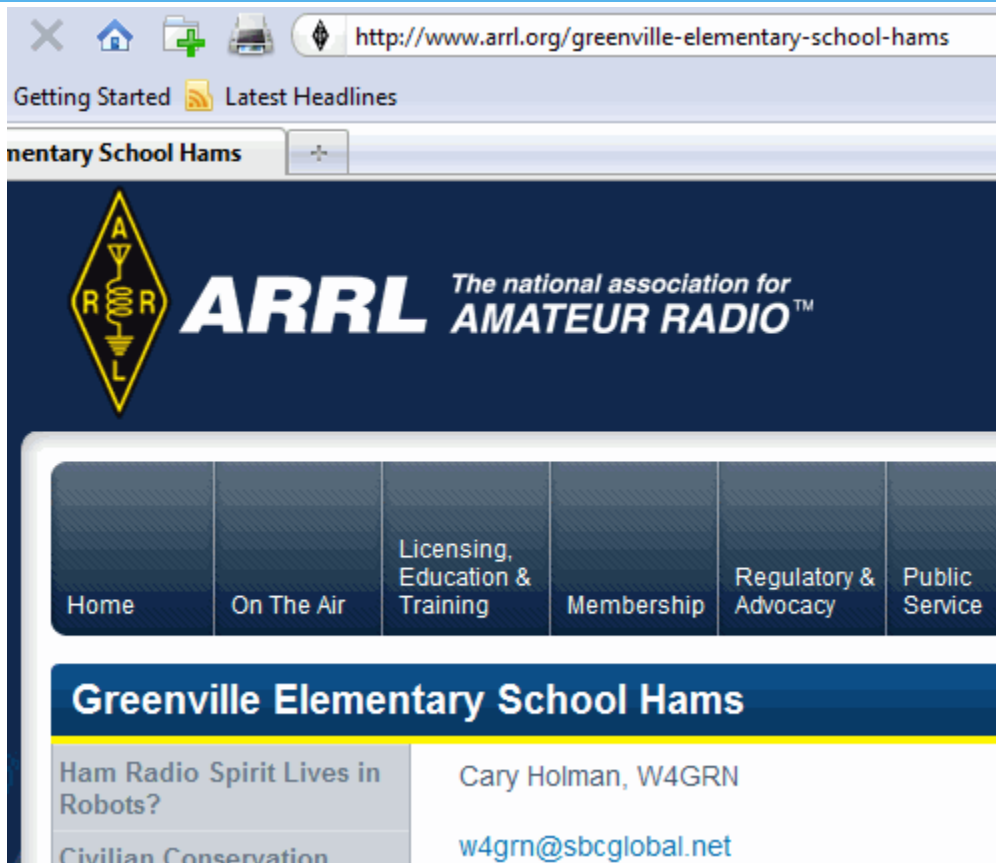 http://www.arrl.org/greenville-elementary-school-hams
Getting Started Latest Headlines
mentary School Hams
A
R R
L
ARRL The national association for
AMATEUR RADIO™
Home
On The Air
Licensing,
Education &
Training
Membership
Regulatory &
Advocacy
Public
Service
Greenville Elementary School Hams
Ham Radio Spirit Lives in
Robots?
Civilian Conservation
Cary Holman, W4GRN
w4grn@sbcglobal.net